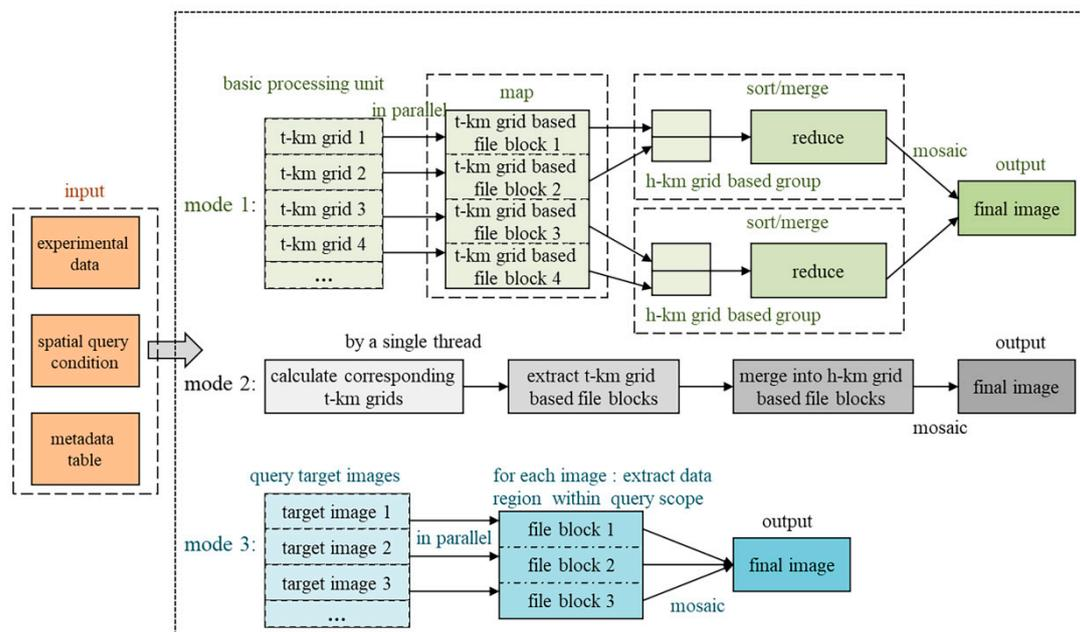 input
experimental
data
spatial query
condition
metadata
table
mode 1:
basic processing unit
t-km grid 1
t-km grid 2
t-km grid 3
t-km grid 4
...
in parallel
map
t-km grid based
file block 1
t-km grid based
file block 2
t-km grid based
file block 3
t-km grid based
file block 4
sort/merge
reduce
h-km grid based group
sort/merge
reduce
h-km grid based group
mosaic
output
final image
mode 2:
by a single thread
calculate corresponding
t-km grids
extract t-km grid
based file blocks
merge into h-km grid
based file blocks
mosaic
output
final image
mode 3:
query target images
target image 1
target image 2
target image 3
...
in parallel
for each image : extract data
region within query scope
file block 1
file block 2
file block 3
mosaic
output
final image